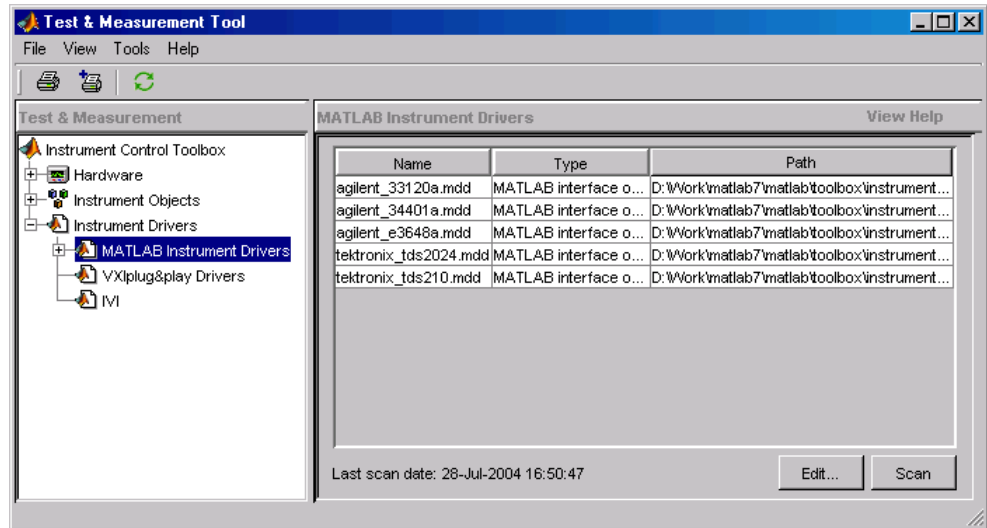 Test & Measurement Tool
File View Tools Help
Test & Measurement
Instrument Control Toolbox
Hardware
Instrument Objects
Instrument Drivers
MATLAB Instrument Drivers
VXIplug&play Drivers
IVI
MATLAB Instrument Drivers View Help
Name Type Path
agilent_33120a.mdd MATLAB interface o... D:\Work\matlab7\matlab\toolbox\instrument...
agilent_34401a.mdd MATLAB interface o... D:\Work\matlab7\matlab\toolbox\instrument...
agilent_e3648a.mdd MATLAB interface o... D:\Work\matlab7\matlab\toolbox\instrument...
tektronix_tds2024.mdd MATLAB interface o... D:\Work\matlab7\matlab\toolbox\instrument...
tektronix_tds210.mdd MATLAB interface o... D:\Work\matlab7\matlab\toolbox\instrument...
Last scan date: 28-Jul-2004 16:50:47 Edit... Scan